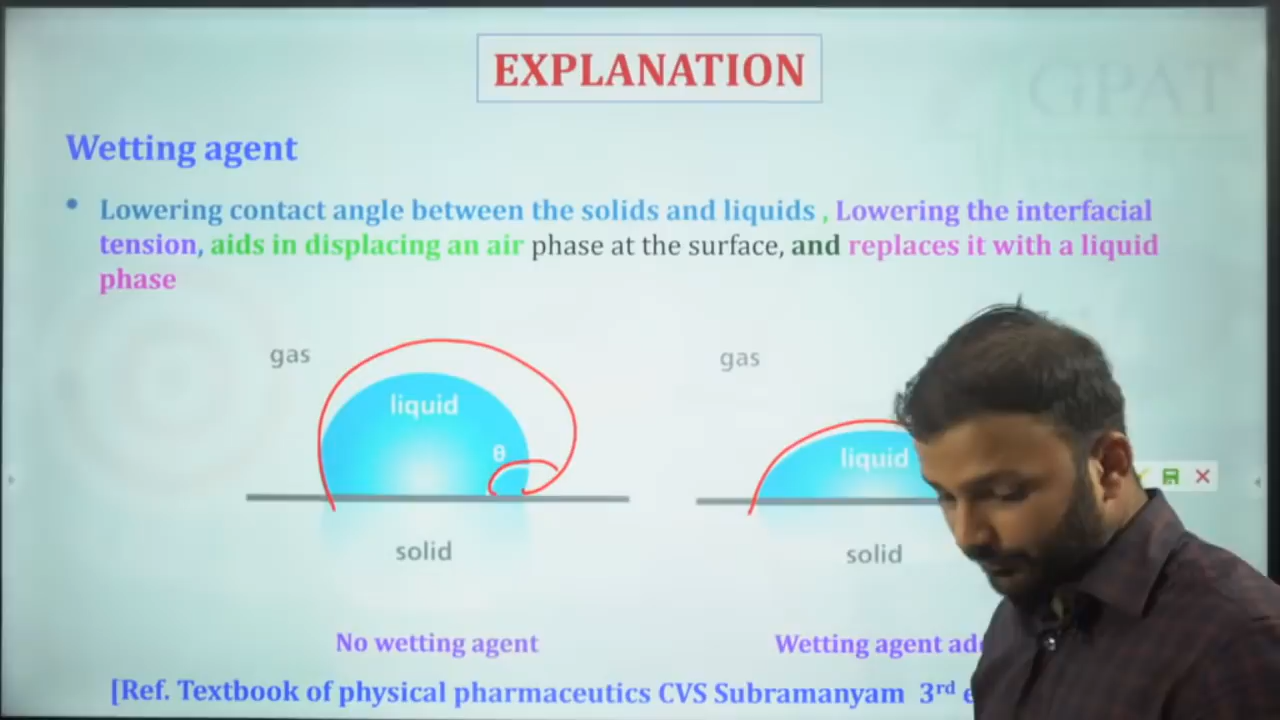 EXPLANATION
GPAT
Wetting agent
• Lowering contact angle between the solids and liquids , Lowering the interfacial
tension, aids in displacing an air phase at the surface, and replaces it with a liquid
phase
gas
gas
liquid
θ
liquid
solid
solid
No wetting agent
Wetting agent
[Ref. Textbook of physical pharmaceutics CVS Subramanyam 3rd